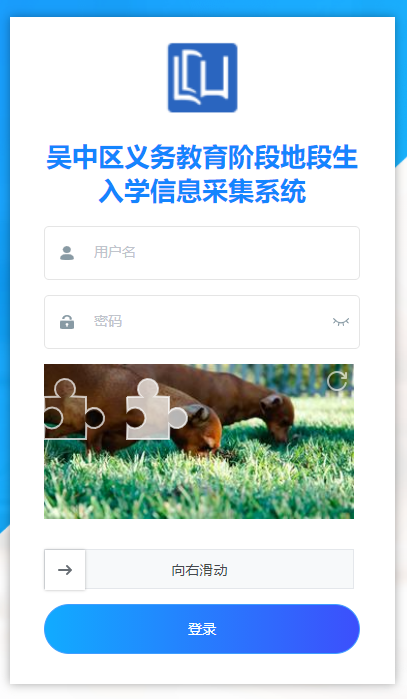 吴中区义务教育阶段地段生
入学信息采集系统
用户名
密码
向右滑动
登录